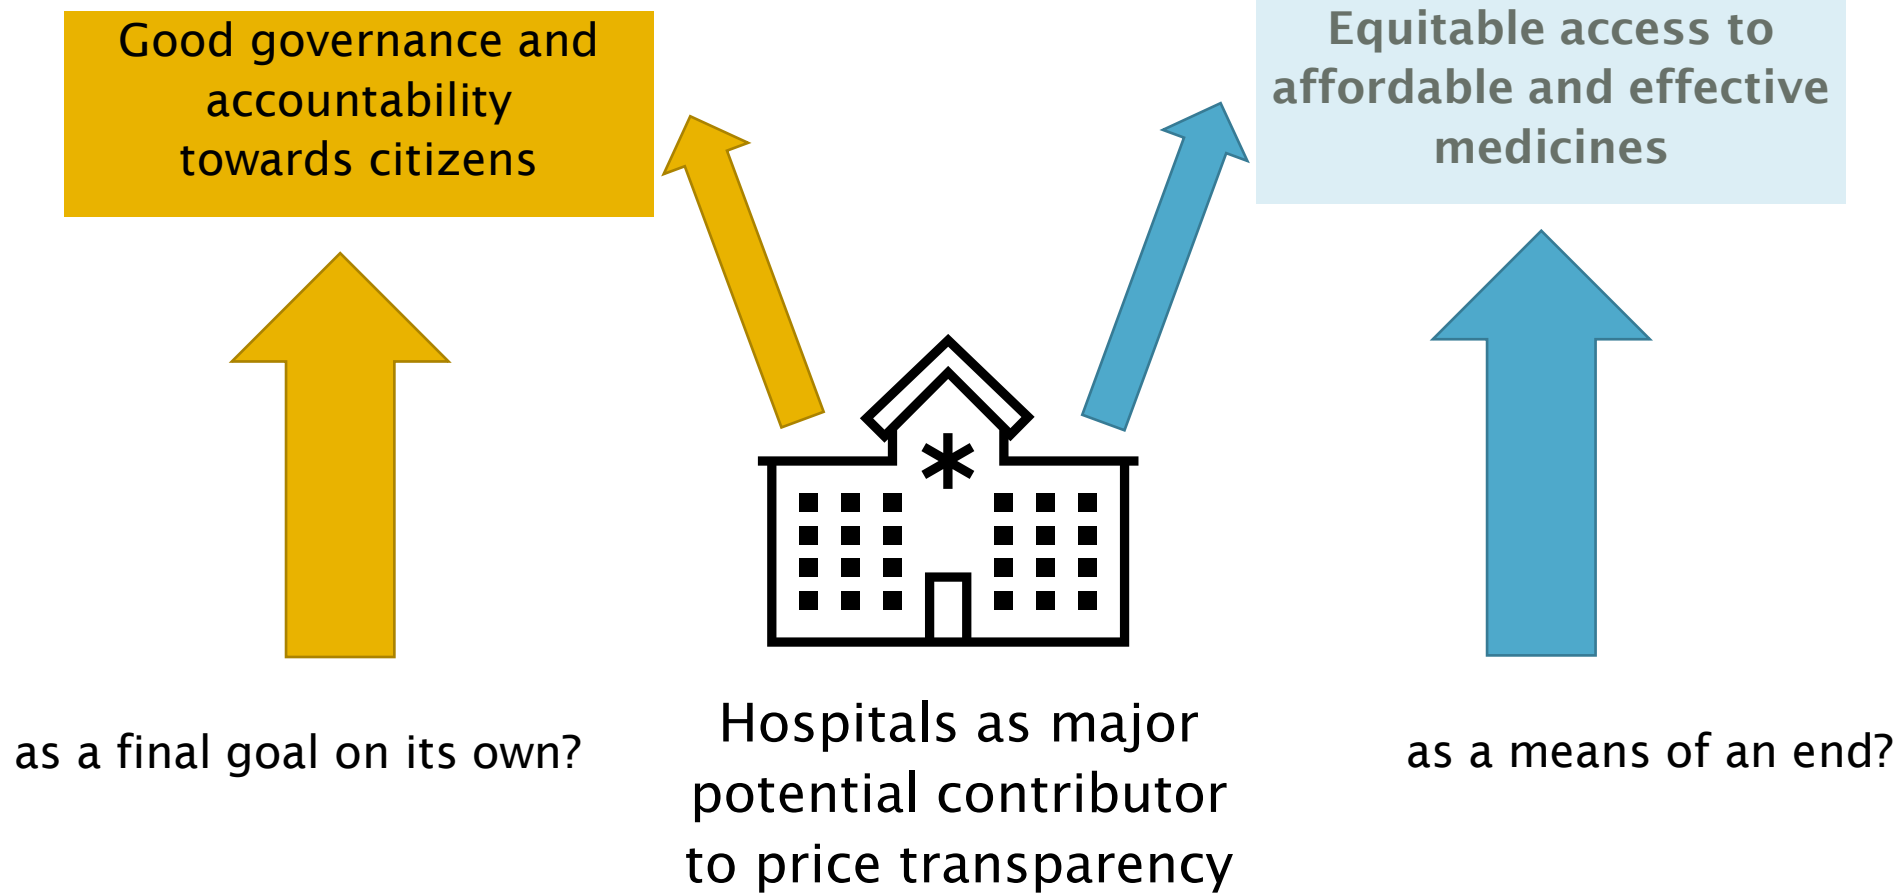 Good governance and
accountability
towards citizens
Equitable access to
affordable and effective
medicines
as a final goal on its own?
Hospitals as major
potential contributor
to price transparency
as a means of an end?